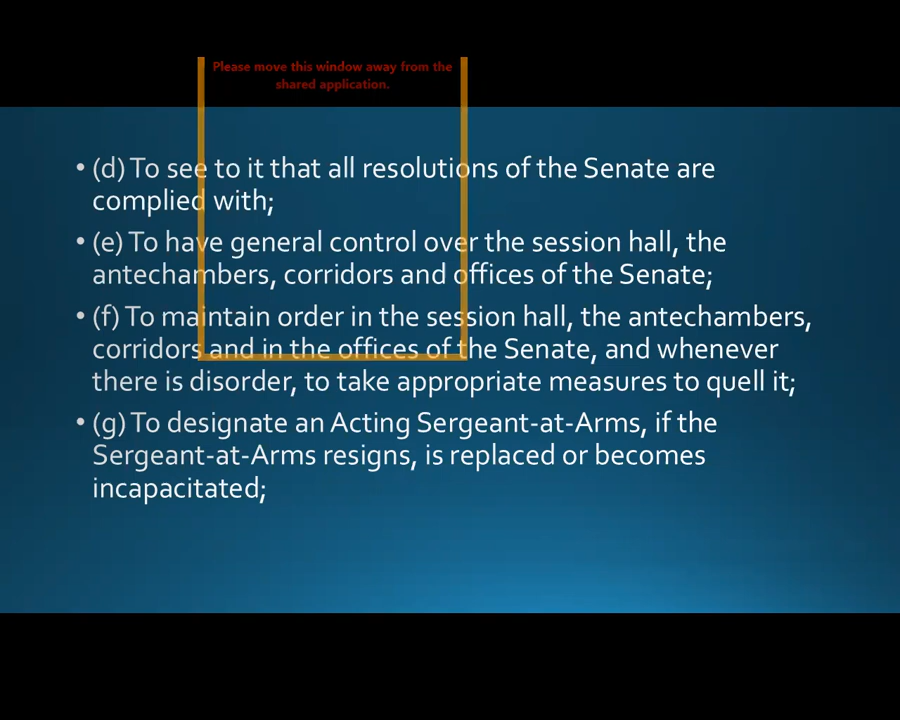 Please move this window away from the
shared application.
• (d) To see to it that all resolutions of the Senate are
complied with;
• (e) To have general control over the session hall, the
antechambers, corridors and offices of the Senate;
• (f) To maintain order in the session hall, the antechambers,
corridors and in the offices of the Senate, and whenever
there is disorder, to take appropriate measures to quell it;
• (g) To designate an Acting Sergeant-at-Arms, if the
Sergeant-at-Arms resigns, is replaced or becomes
incapacitated;